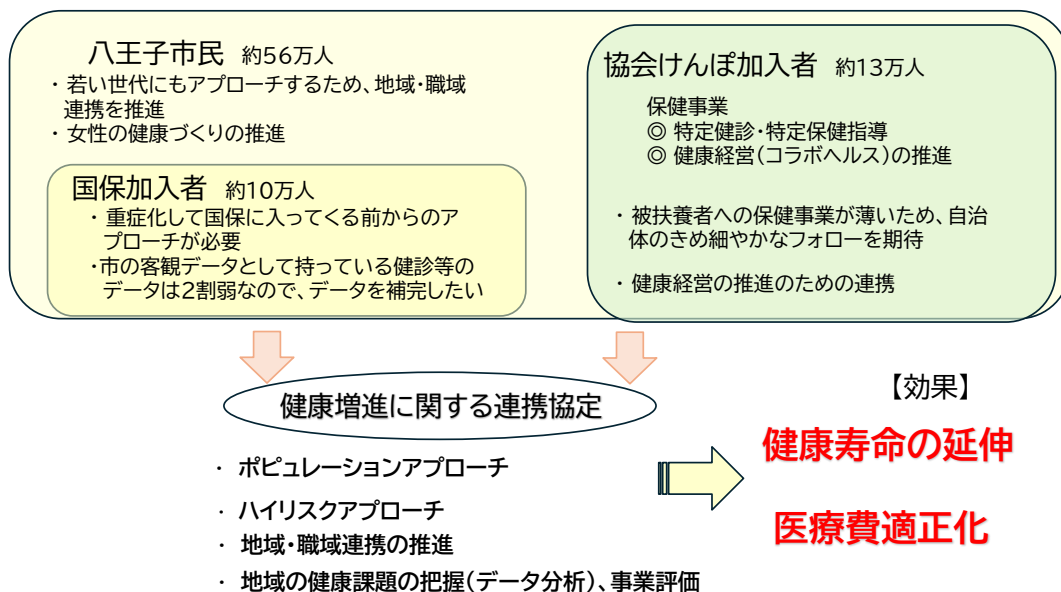 八王子市民 約56万人
・ 若い世代にもアプローチするため、地域・職域
連携を推進
・ 女性の健康づくりの推進
国保加入者 約10万人
・ 重症化して国保に入ってくる前からのア
プローチが必要
・市の客観データとして持っている健診等の
データは2割弱なので、データを補完したい
協会けんぽ加入者 約13万人
保健事業
◎ 特定健診・特定保健指導
◎ 健康経営(コラボヘルス)の推進
・ 被扶養者への保健事業が薄いため、自治
体のきめ細やかなフォローを期待
・ 健康経営の推進のための連携
健康増進に関する連携協定
・ ポピュレーションアプローチ
・ ハイリスクアプローチ
・ 地域・職域連携の推進
・ 地域の健康課題の把握(データ分析)、事業評価
【効果】
健康寿命の延伸
医療費適正化